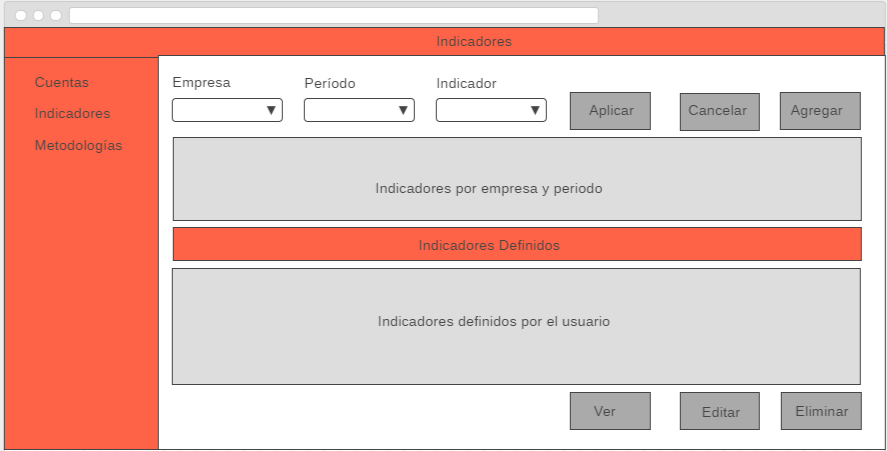 Indicadores
Cuentas
Indicadores
Metodologías
Empresa
Período
Indicador
Aplicar
Cancelar
Agregar
Indicadores por empresa y periodo
Indicadores Definidos
Indicadores definidos por el usuario
Ver
Editar
Eliminar